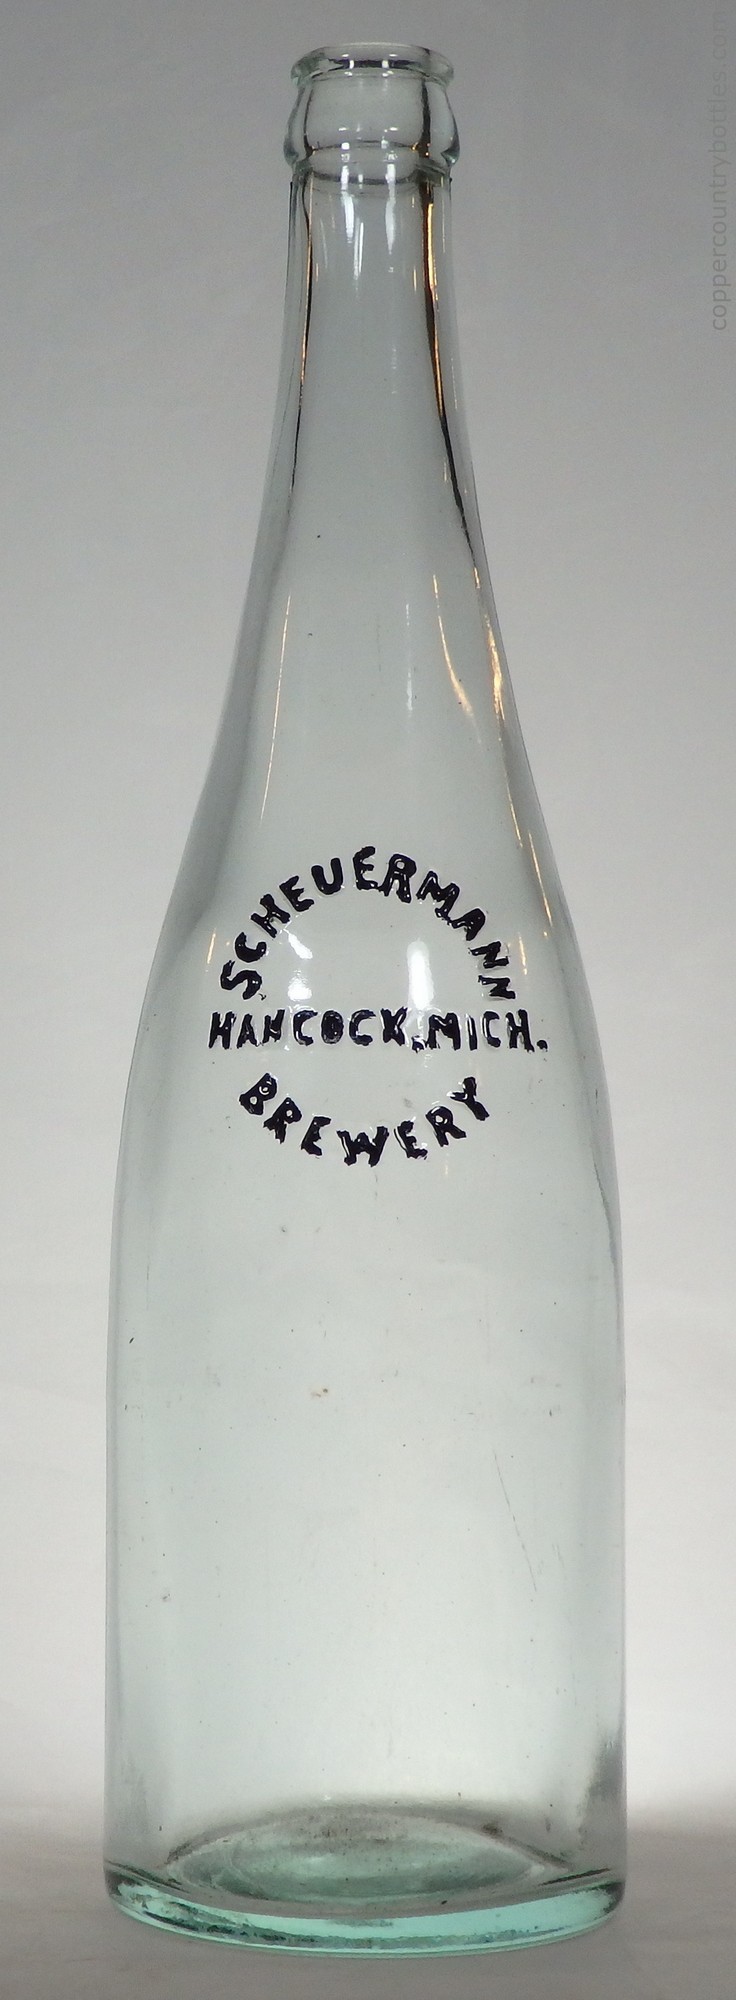 SCHEUERMANN
HANCOCK, MICH.
BREWERY
coppercountrybottles.com